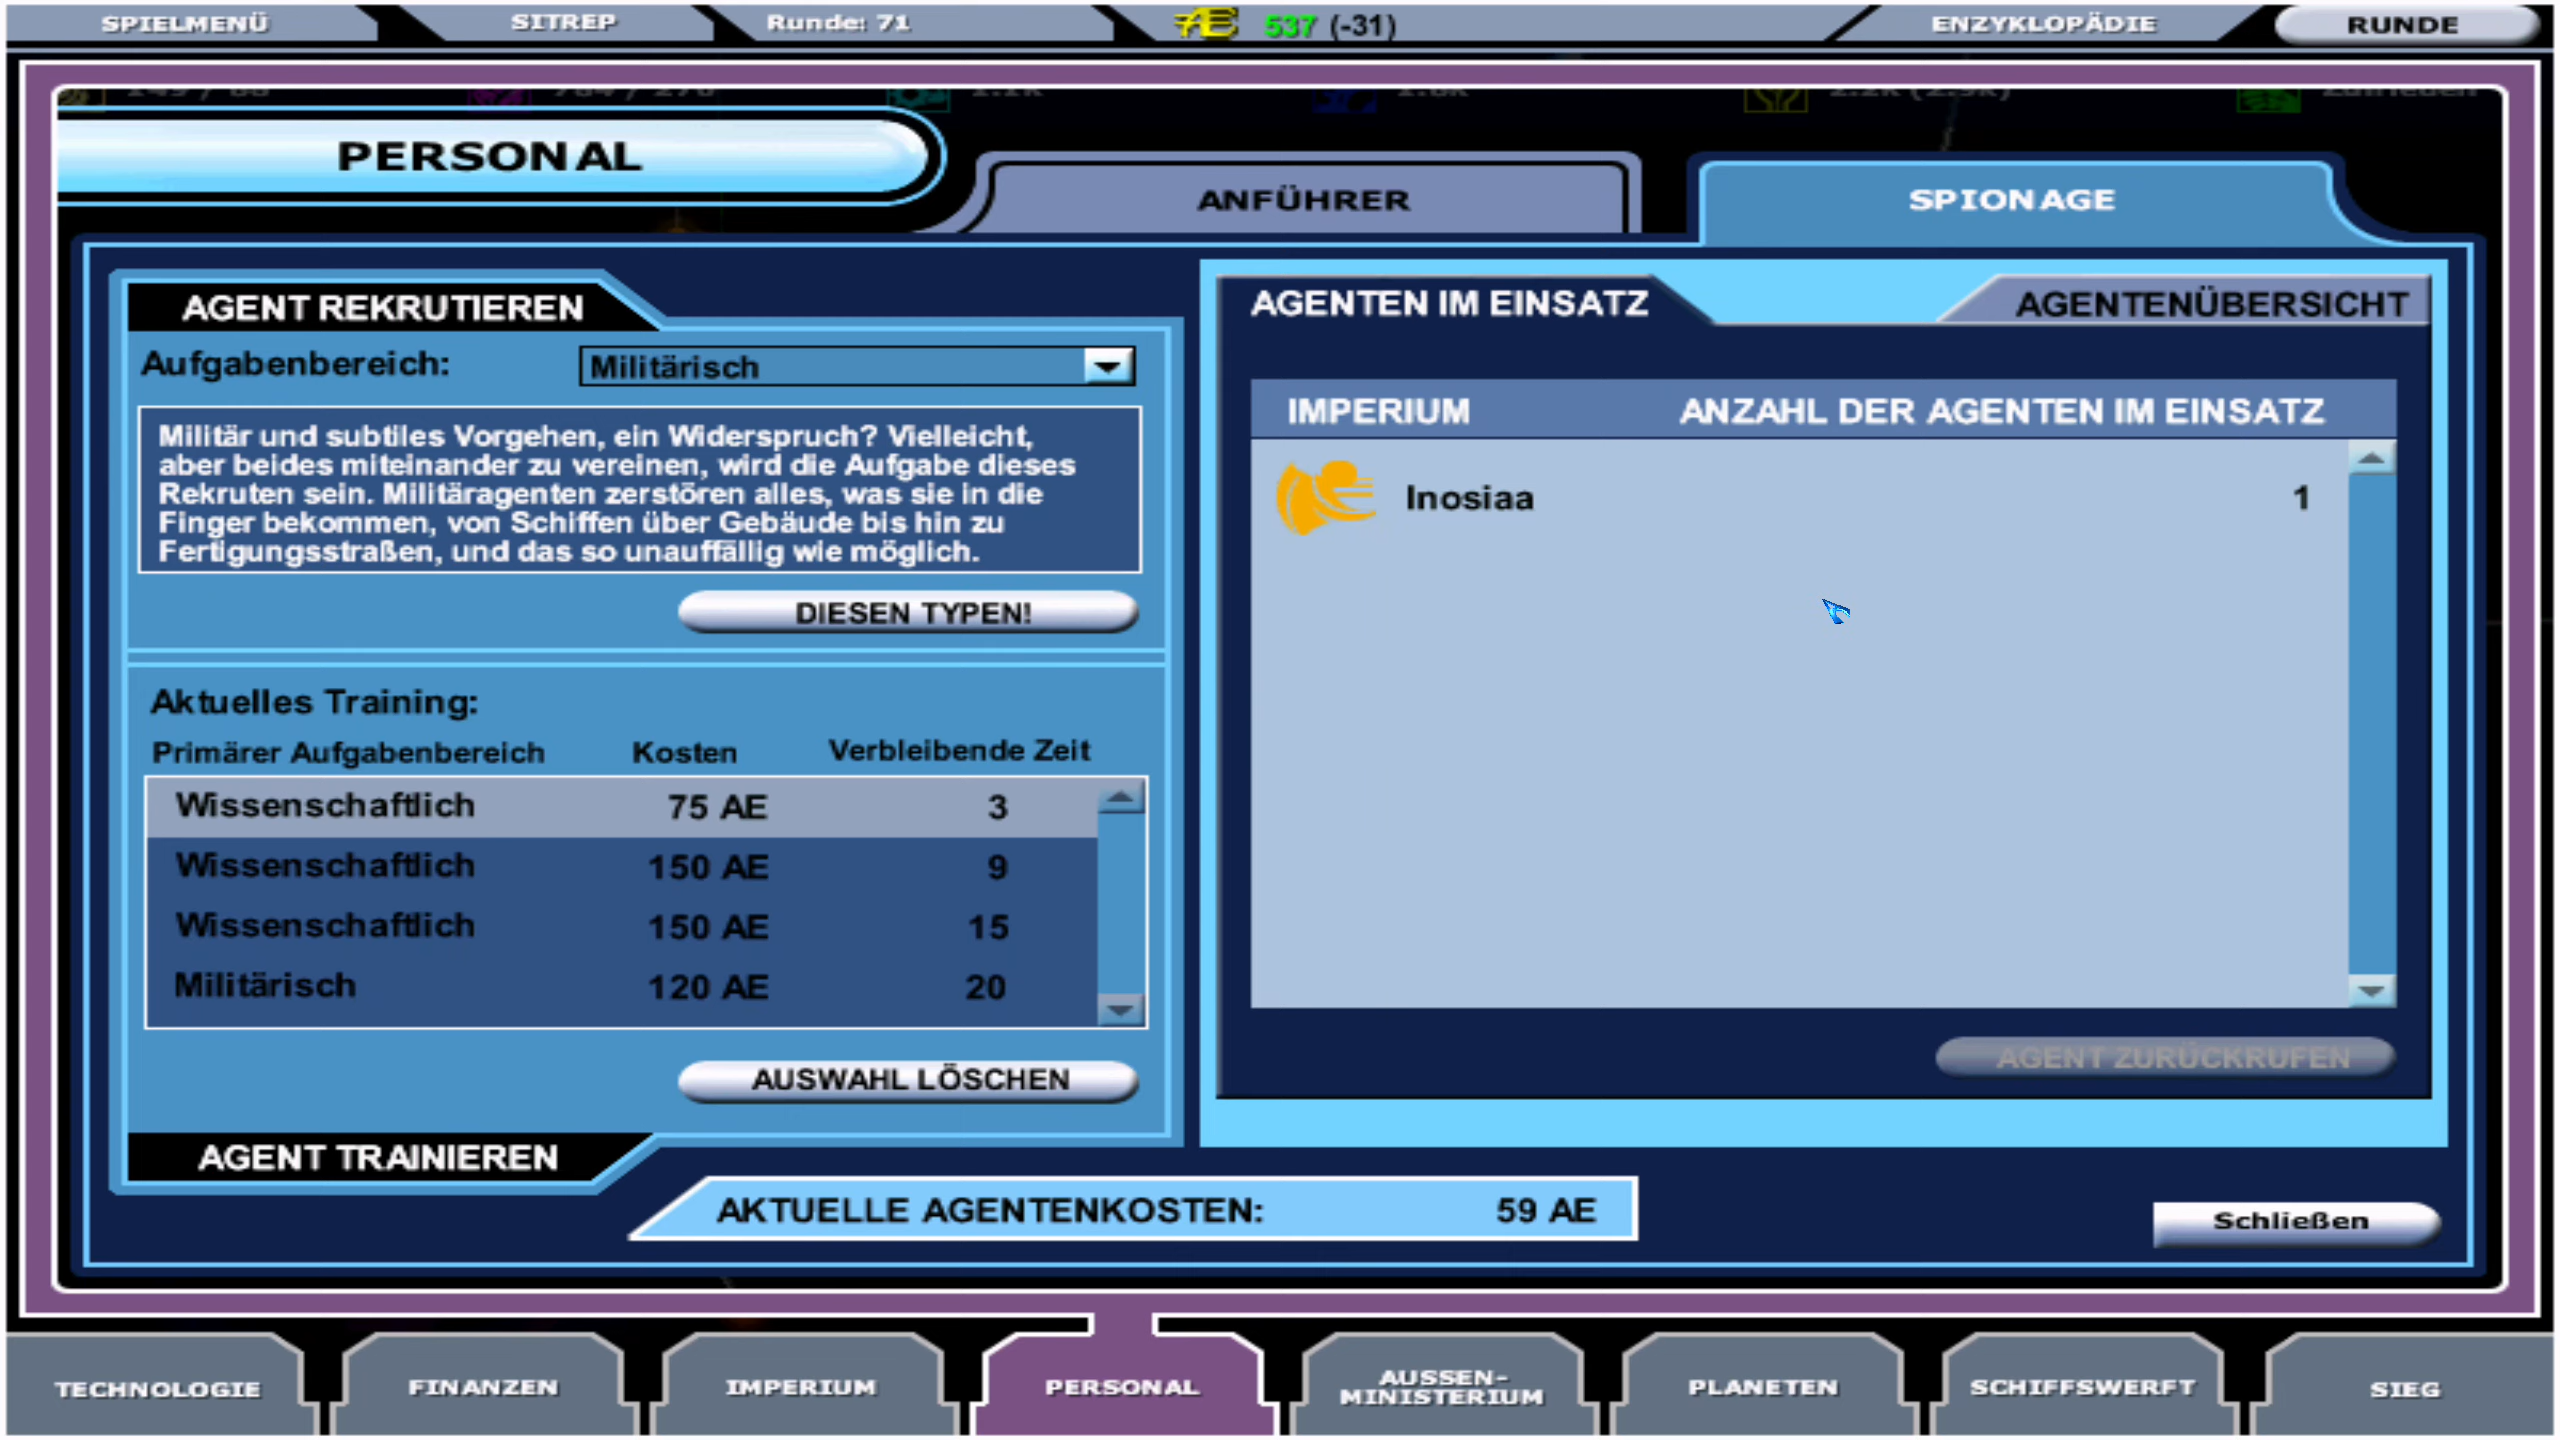 SPIELMENÜ
SITREP
Runde: 71
537 (-31)
ENZYKLOPÄDIE
RUNDE
PERSONAL
ANFÜHRER
SPIONAGE
AGENT REKRUTIEREN
Aufgabenbereich:
Militärisch
Militär und subtiles Vorgehen, ein Widerspruch? Vielleicht,
aber beides miteinander zu vereinen, wird die Aufgabe dieses
Rekruten sein. Militäragenten zerstören alles, was sie in die
Finger bekommen, von Schiffen über Gebäude bis hin zu
Fertigungsstraßen, und das so unauffällig wie möglich.
DIESEN TYPEN!
Aktuelles Training:
Primärer Aufgabenbereich Kosten Verbleibende Zeit
Wissenschaftlich 75 AE 3
Wissenschaftlich 150 AE 9
Wissenschaftlich 150 AE 15
Militärisch 120 AE 20
AUSWAHL LÖSCHEN
AGENT TRAINIEREN
AGENTEN IM EINSATZ
AGENTENÜBERSICHT
IMPERIUM ANZAHL DER AGENTEN IM EINSATZ
Inosiaa 1
AGENT ZURÜCKRUFEN
AKTUELLE AGENTENKOSTEN: 59 AE
Schließen
TECHNOLOGIE
FINANZEN
IMPERIUM
PERSONAL
AUSSEN-
MINISTERIUM
PLANETEN
SCHIFFSWERFT
SIEG